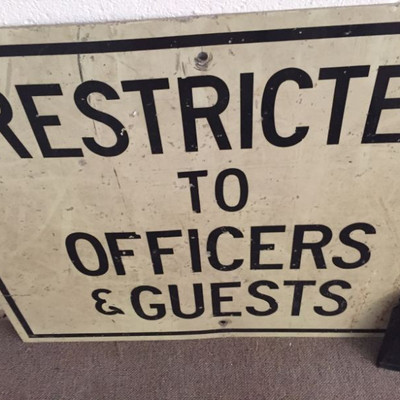 RESTRICTE
TO
OFFICERS
& GUESTS